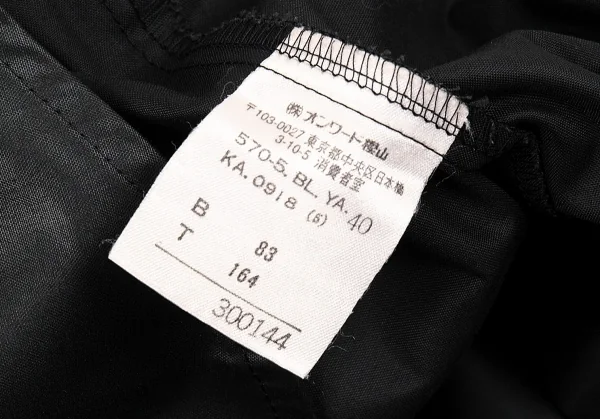 (株)オンワード樫山
〒103-0027 東京都中央区日本橋
3-10-5 消費者室
570-5. BL. YA. 40
KA. 0918 (5)
B 83
T 164
300144